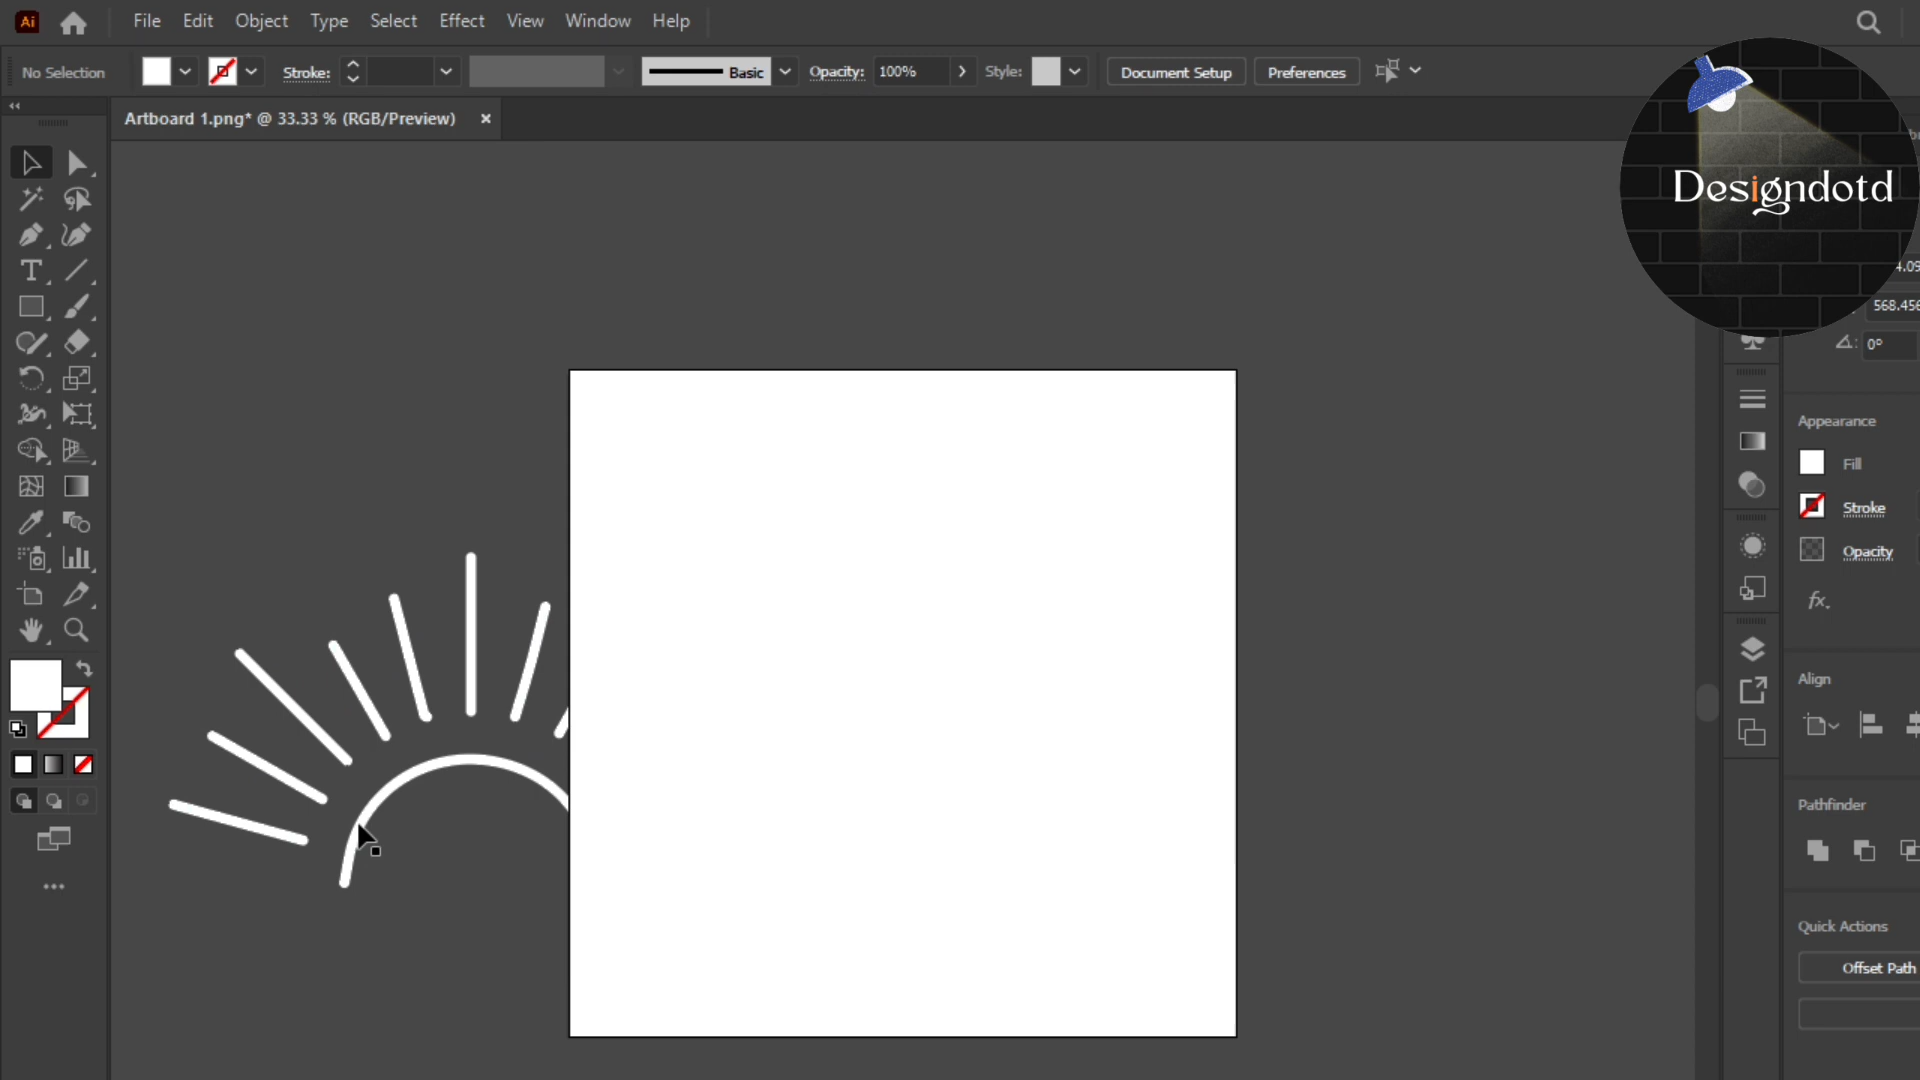 Ai File Edit Object Type Select Effect View Window Help
No Selection Stroke: Basic Opacity: 100% Style: Document Setup Preferences
Artboard 1.png* @ 33.33 % (RGB/Preview) ×
Designdotd
4.09
568.456
0°
Appearance
Fill
Stroke
Opacity
fx.
Align
Pathfinder
Quick Actions
Offset Path